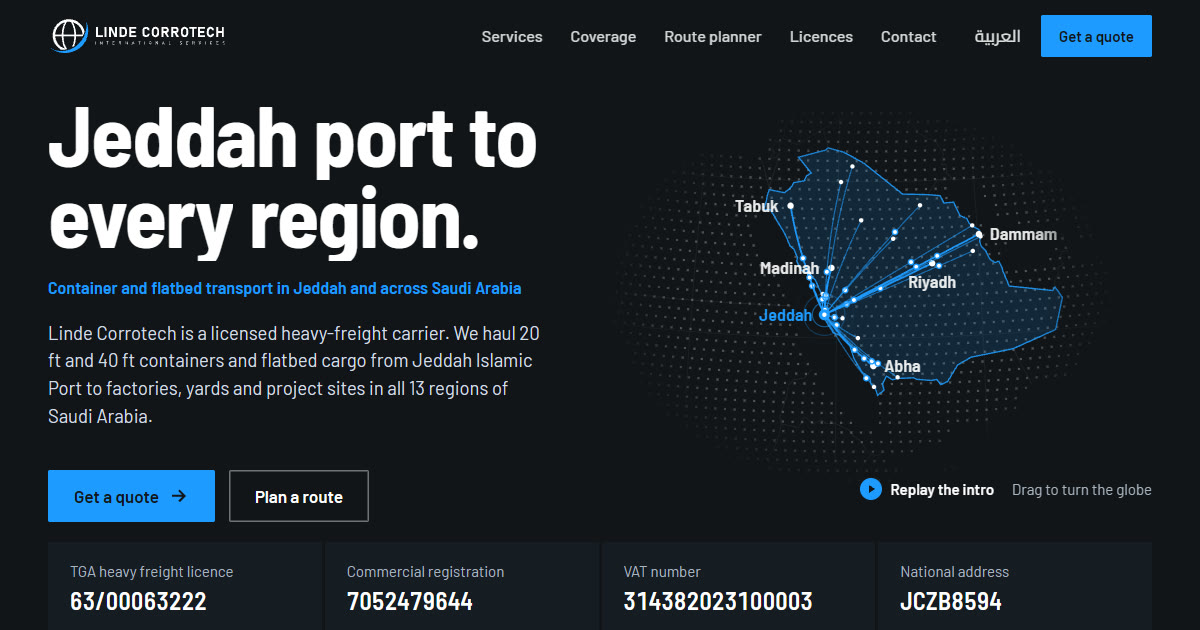 LINDE CORROTECH
INTERNATIONAL SERVICES
Services
Coverage
Route planner
Licences
Contact
العربية
Get a quote
Jeddah port to
every region.
Container and flatbed transport in Jeddah and across Saudi Arabia
Linde Corrotech is a licensed heavy-freight carrier. We haul 20
ft and 40 ft containers and flatbed cargo from Jeddah Islamic
Port to factories, yards and project sites in all 13 regions of
Saudi Arabia.
Get a quote
Plan a route
Tabuk
Dammam
Madinah
Riyadh
Jeddah
Abha
Replay the intro
Drag to turn the globe
TGA heavy freight licence
63/00063222
Commercial registration
7052479644
VAT number
314382023100003
National address
JCZB8594